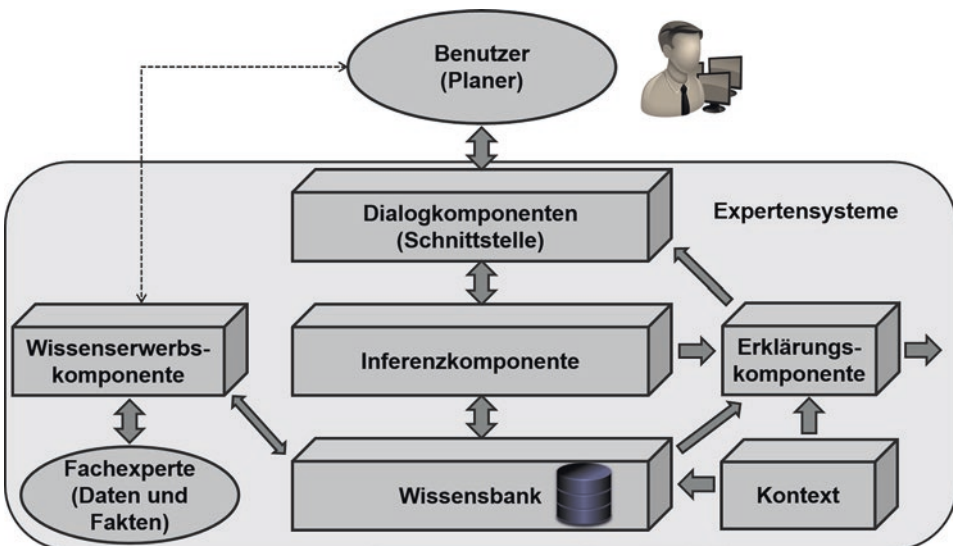 Benutzer
(Planer)
Dialogkomponenten
(Schnittstelle)
Expertensysteme
Wissenserwerbs-
komponente
Inferenzkomponente
Erklärungs-
komponente
Fachexperte
(Daten und
Fakten)
Wissensbank
Kontext